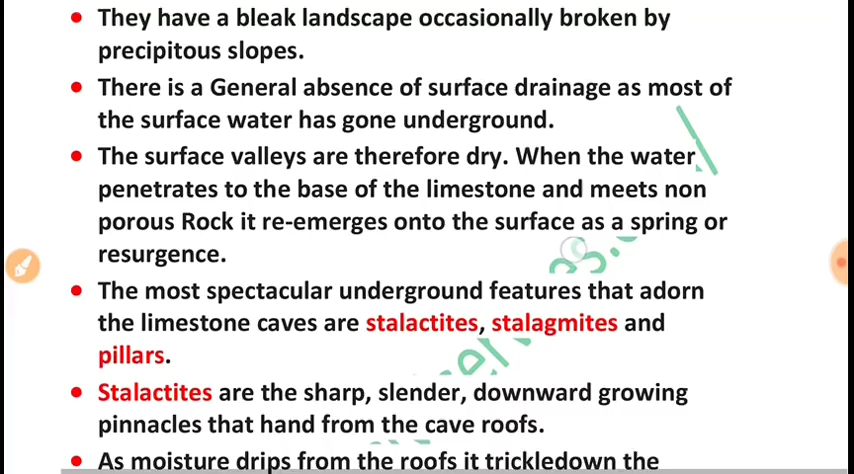 They have a bleak landscape occasionally broken by
precipitous slopes.
There is a General absence of surface drainage as most of
the surface water has gone underground.
The surface valleys are therefore dry. When the water
penetrates to the base of the limestone and meets non
porous Rock it re-emerges onto the surface as a spring or
resurgence.
The most spectacular underground features that adorn
the limestone caves are stalactites, stalagmites and
pillars.
Stalactites are the sharp, slender, downward growing
pinnacles that hand from the cave roofs.
As moisture drips from the roofs it trickledown the